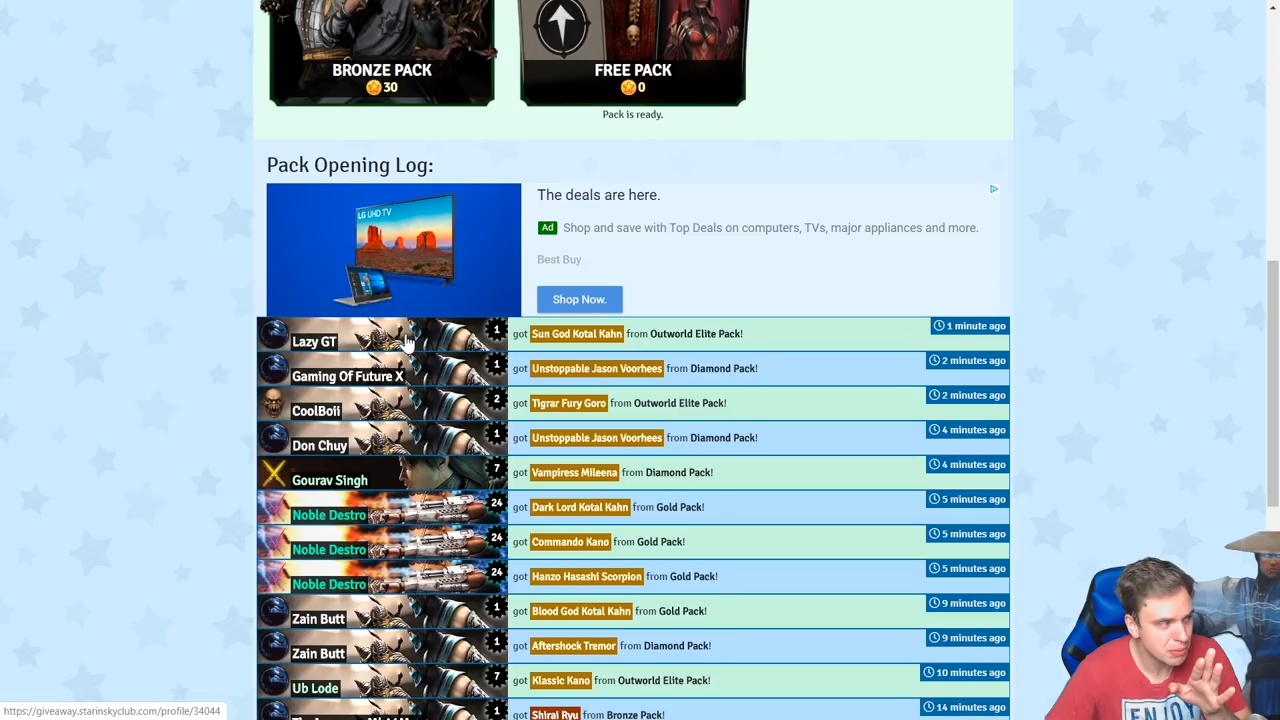 BRONZE PACK
30
FREE PACK
0
Pack is ready.
Pack Opening Log:
LG UHD TV
The deals are here.
Ad Shop and save with Top Deals on computers, TVs, major appliances and more.
Best Buy
Shop Now.
Lazy GT 1 got Sun God Kotal Kahn from Outworld Elite Pack! 1 minute ago
Gaming Of Future X 1 got Unstoppable Jason Voorhees from Diamond Pack! 2 minutes ago
CoolBoii 2 got Tigrar Fury Goro from Outworld Elite Pack! 2 minutes ago
Don Chuy 1 got Unstoppable Jason Voorhees from Diamond Pack! 4 minutes ago
Gourav Singh 7 got Vampiress Mileena from Diamond Pack! 4 minutes ago
Noble Destro 24 got Dark Lord Kotal Kahn from Gold Pack! 5 minutes ago
Noble Destro 24 got Commando Kano from Gold Pack! 5 minutes ago
Noble Destro 24 got Hanzo Hasashi Scorpion from Gold Pack! 5 minutes ago
Zain Butt 1 got Blood God Kotal Kahn from Gold Pack! 9 minutes ago
Zain Butt 1 got Aftershock Tremor from Diamond Pack! 9 minutes ago
Ub Lode 7 got Klassic Kano from Outworld Elite Pack! 10 minutes ago
1 got Shirai Ryu from Bronze Pack! 14 minutes ago
https://giveaway.starinskyclub.com/profile/34044
ENJOY